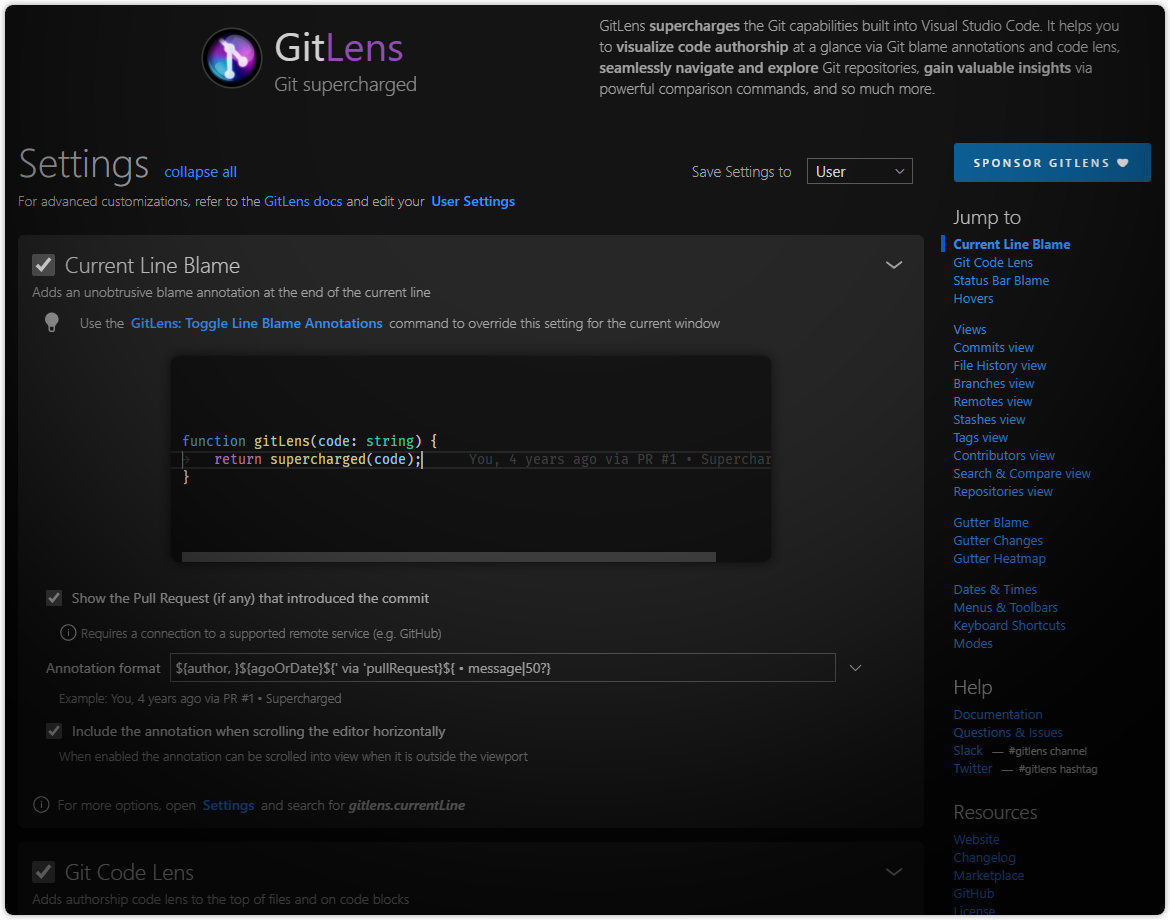 GitLens
Git supercharged
GitLens supercharges the Git capabilities built into Visual Studio Code. It helps you
to visualize code authorship at a glance via Git blame annotations and code lens,
seamlessly navigate and explore Git repositories, gain valuable insights via
powerful comparison commands, and so much more.
Settings collapse all
Save Settings to User
For advanced customizations, refer to the GitLens docs and edit your User Settings
Current Line Blame
Adds an unobtrusive blame annotation at the end of the current line
Use the GitLens: Toggle Line Blame Annotations command to override this setting for the current window
function gitLens(code: string) {
return supercharged(code); You, 4 years ago via PR #1 • Superchar
}
Show the Pull Request (if any) that introduced the commit
Requires a connection to a supported remote service (e.g. GitHub)
Annotation format ${author, }${agoOrDate}${' via 'pullRequest}${ • message|50?}
Example: You, 4 years ago via PR #1 • Supercharged
Include the annotation when scrolling the editor horizontally
When enabled the annotation can be scrolled into view when it is outside the viewport
For more options, open Settings and search for gitlens.currentLine
Git Code Lens
Adds authorship code lens to the top of files and on code blocks
SPONSOR GITLENS ♥
Jump to
Current Line Blame
Git Code Lens
Status Bar Blame
Hovers
Views
Commits view
File History view
Branches view
Remotes view
Stashes view
Tags view
Contributors view
Search & Compare view
Repositories view
Gutter Blame
Gutter Changes
Gutter Heatmap
Dates & Times
Menus & Toolbars
Keyboard Shortcuts
Modes
Help
Documentation
Questions & Issues
Slack — #gitlens channel
Twitter — #gitlens hashtag
Resources
Website
Changelog
Marketplace
GitHub
License